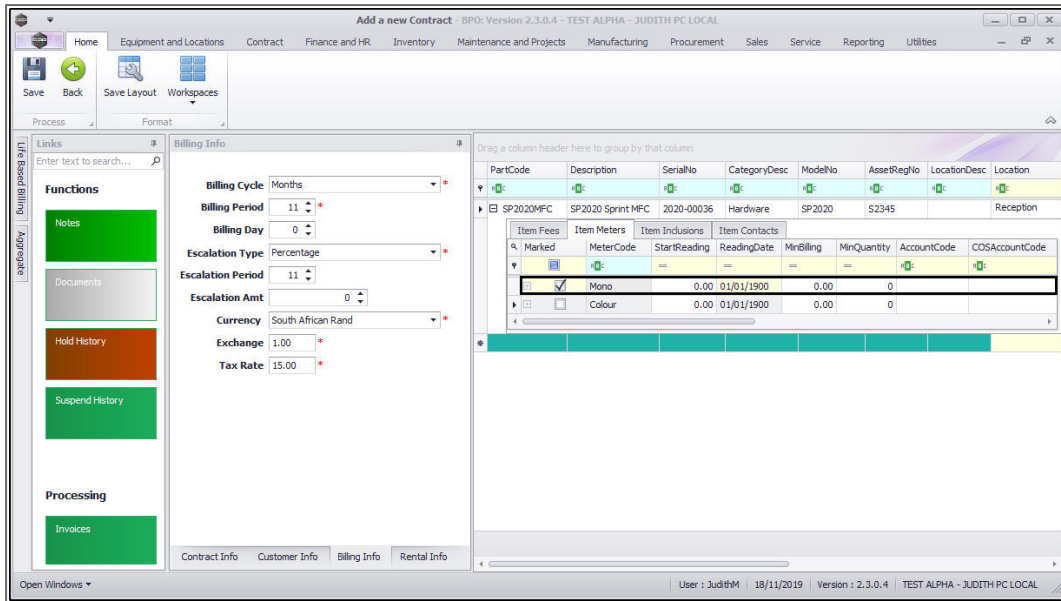 Add a new Contract - BPO: Version 2.3.0.4 - TEST ALPHA - JUDITH PC LOCAL
Home Equipment and Locations Contract Finance and HR Inventory Maintenance and Projects Manufacturing Procurement Sales Service Reporting Utilities
Save Back Save Layout Workspaces
Process Format
Life Based Billing
Aggregate
Links
Enter text to search...
Functions
Notes
Documents
Hold History
Suspend History
Processing
Invoices
Billing Info
Billing Cycle Months *
Billing Period 11 *
Billing Day 0
Escalation Type Percentage *
Escalation Period 11
Escalation Amt 0
Currency South African Rand *
Exchange 1.00 *
Tax Rate 15.00 *
Contract Info Customer Info Billing Info Rental Info
Drag a column header here to group by that column
PartCode Description SerialNo CategoryDesc ModelNo AssetRegNo LocationDesc Location
SP2020MFC SP2020 Sprint MFC 2020-00036 Hardware SP2020 S2345 Reception
Item Fees Item Meters Item Inclusions Item Contacts
Marked MeterCode StartReading ReadingDate MinBilling MinQuantity AccountCode COSAccountCode
Mono 0.00 01/01/1900 0.00 0
Colour 0.00 01/01/1900 0.00 0
Open Windows
User : JudithM 18/11/2019 Version : 2.3.0.4 TEST ALPHA - JUDITH PC LOCAL